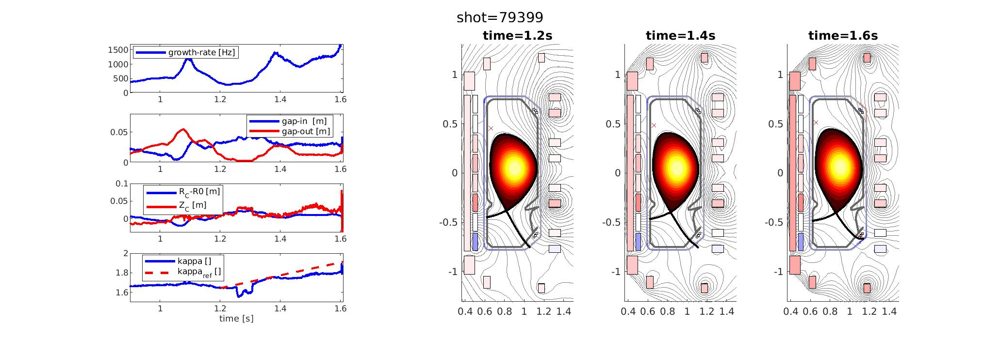 shot=79399
growth-rate [Hz]
1500
1000
500
0
1
1.2
1.4
1.6
gap-in [m]
gap-out [m]
0.05
0
1
1.2
1.4
1.6
R_C-R0 [m]
Z_C [m]
0.1
0.05
0
1
1.2
1.4
1.6
kappa []
kappa_ref []
2
1.8
1.6
1
1.2
1.4
1.6
time [s]
time=1.2s
1
0.5
0
-0.5
-1
0.4 0.6 0.8 1 1.2 1.4
time=1.4s
1
0.5
0
-0.5
-1
0.4 0.6 0.8 1 1.2 1.4
time=1.6s
1
0.5
0
-0.5
-1
0.4 0.6 0.8 1 1.2 1.4